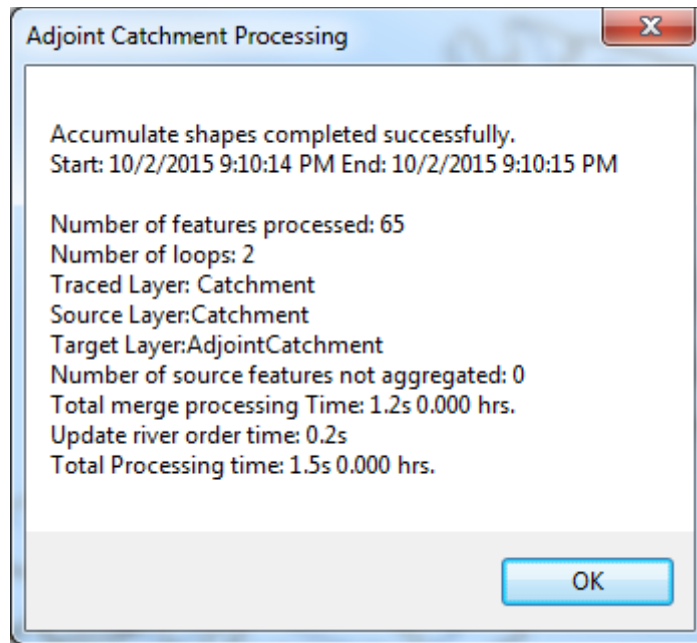 Adjoint Catchment Processing
Accumulate shapes completed successfully.
Start: 10/2/2015 9:10:14 PM End: 10/2/2015 9:10:15 PM
Number of features processed: 65
Number of loops: 2
Traced Layer: Catchment
Source Layer:Catchment
Target Layer:AdjointCatchment
Number of source features not aggregated: 0
Total merge processing Time: 1.2s 0.000 hrs.
Update river order time: 0.2s
Total Processing time: 1.5s 0.000 hrs.
OK